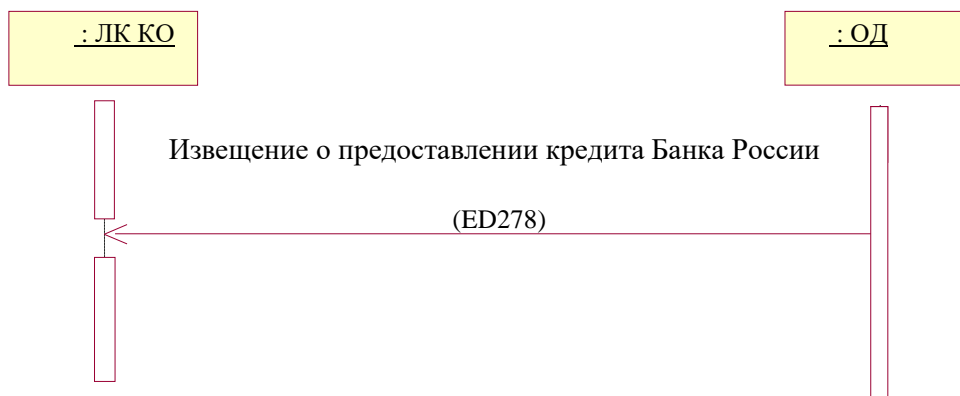 : ЛК КО
: ОД
Извещение о предоставлении кредита Банка России
(ED278)